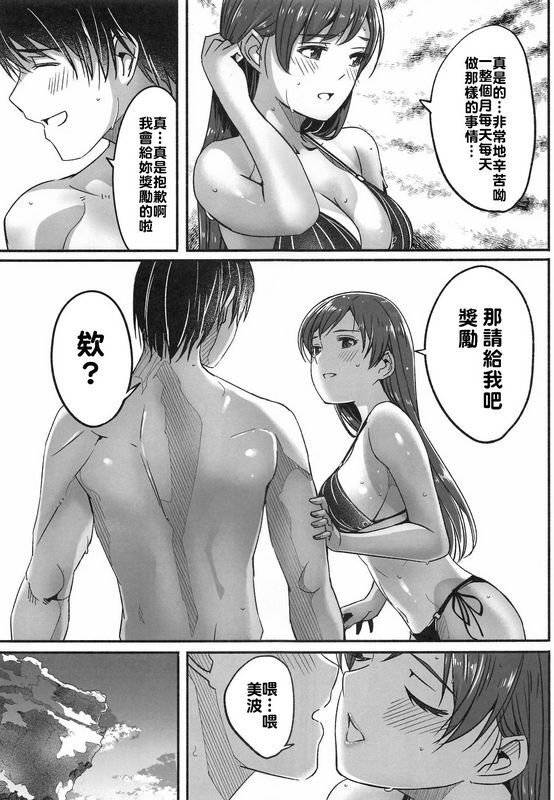 真是的…非常地辛苦呦
一整個月每天每天
做那樣的事情…
真…真是抱歉啊
我會給妳獎勵的啦
那請給我吧
獎勵
欸？
喂…喂
美波